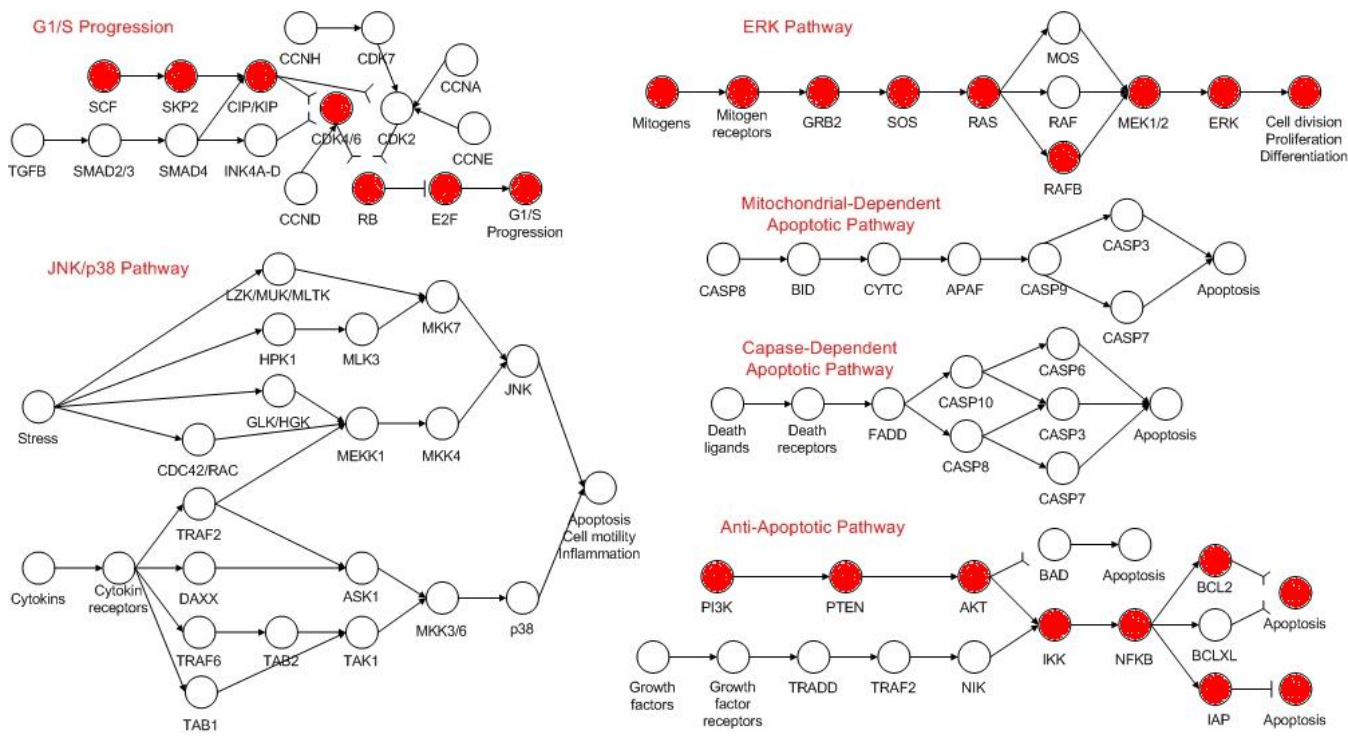 G1/S Progression
CCNH
CDK7
CCNA
SCF
SKP2
CIP/KIP
CDK4/6
CDK2
TGFB
SMAD2/3
SMAD4
INK4A-D
CCNE
CCND
RB
E2F
G1/S
Progression
JNK/p38 Pathway
LZK/MUK/MLTK
MKK7
HPK1
MLK3
JNK
GLK/HGK
Stress
CDC42/RAC
MEKK1
MKK4
TRAF2
Apoptosis
Cell motility
Inflammation
Cytokins
Cytokin
receptors
DAXX
ASK1
MKK3/6
p38
TRAF6
TAB2
TAK1
TAB1
ERK Pathway
MOS
Mitogens
Mitogen
receptors
GRB2
SOS
RAS
RAF
MEK1/2
ERK
Cell division
Proliferation
Differentiation
RAFB
Mitochondrial-Dependent
Apoptotic Pathway
CASP3
CASP8
BID
CYTC
APAF
CASP9
Apoptosis
CASP7
Capase-Dependent
Apoptotic Pathway
CASP6
CASP10
Death
ligands
Death
receptors
FADD
CASP3
Apoptosis
CASP8
CASP7
Anti-Apoptotic Pathway
BAD
Apoptosis
BCL2
PI3K
PTEN
AKT
Apoptosis
IKK
NFKB
BCLXL
Growth
factors
Growth
factor
receptors
TRADD
TRAF2
NIK
IAP
Apoptosis